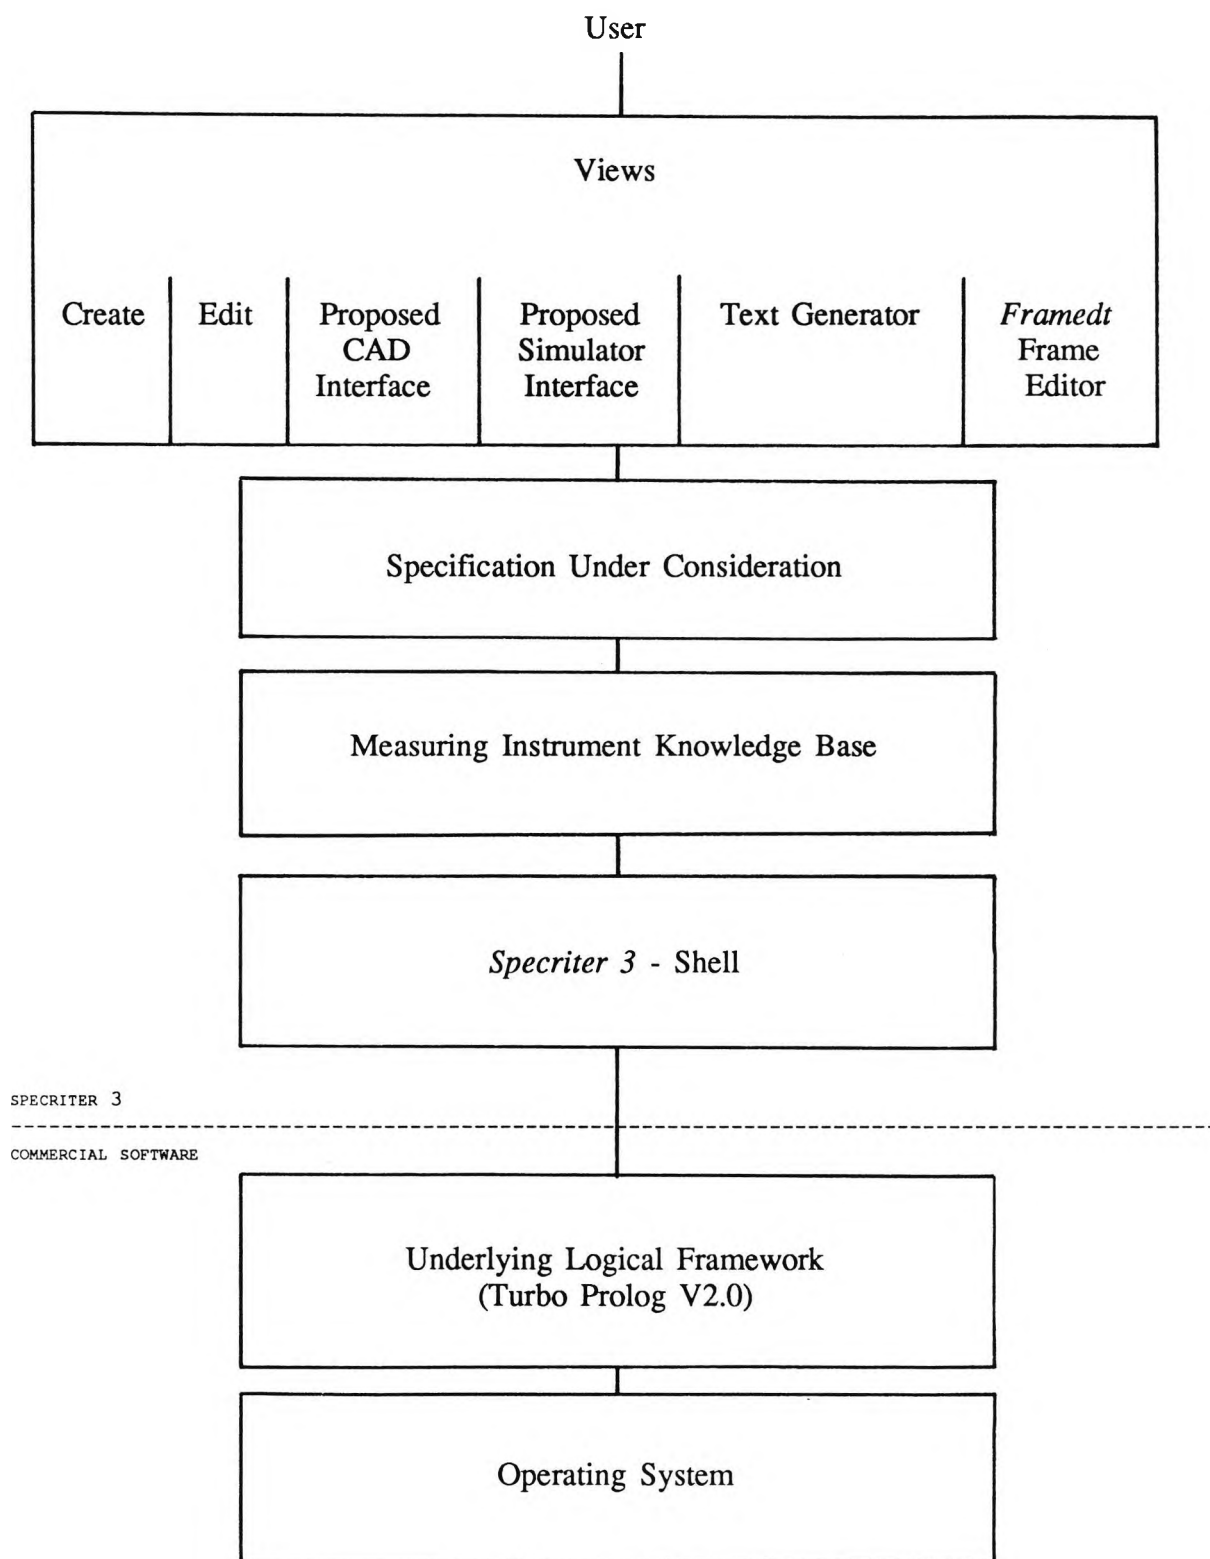 User
Views
Create
Edit
Proposed
CAD
Interface
Proposed
Simulator
Interface
Text Generator
Framedt
Frame
Editor
Specification Under Consideration
Measuring Instrument Knowledge Base
Specriter 3 - Shell
SPECRITER 3
COMMERCIAL SOFTWARE
Underlying Logical Framework
(Turbo Prolog V2.0)
Operating System